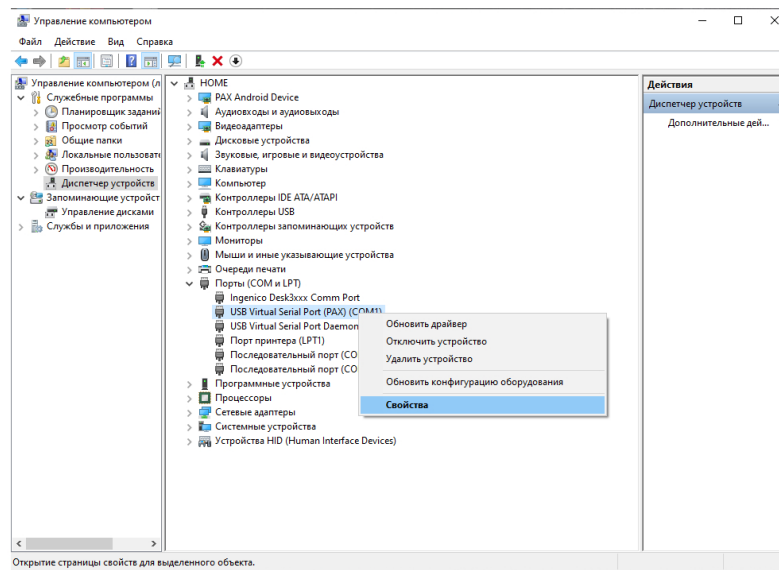 Управление компьютером
Файл Действие Вид Справка
Управление компьютером (л
Служебные программы
Планировщик заданий
Просмотр событий
Общие папки
Локальные пользовате
Производительность
Диспетчер устройств
Запоминающие устройст
Управление дисками
Службы и приложения
HOME
PAX Android Device
Аудиовходы и аудиовыходы
Видеоадаптеры
Дисковые устройства
Звуковые, игровые и видеоустройства
Клавиатуры
Компьютер
Контроллеры IDE ATA/ATAPI
Контроллеры USB
Контроллеры запоминающих устройств
Мониторы
Мыши и иные указывающие устройства
Очереди печати
Порты (COM и LPT)
Ingenico Desk3xxx Comm Port
USB Virtual Serial Port (PAX) (COM1)
USB Virtual Serial Port Daemon
Порт принтера (LPT1)
Последовательный порт (CO
Последовательный порт (CO
Программные устройства
Процессоры
Сетевые адаптеры
Системные устройства
Устройства HID (Human Interface Devices)
Обновить драйвер
Отключить устройство
Удалить устройство
Обновить конфигурацию оборудования
Свойства
Действия
Диспетчер устройств
Дополнительные дей...
Открытие страницы свойств для выделенного объекта.